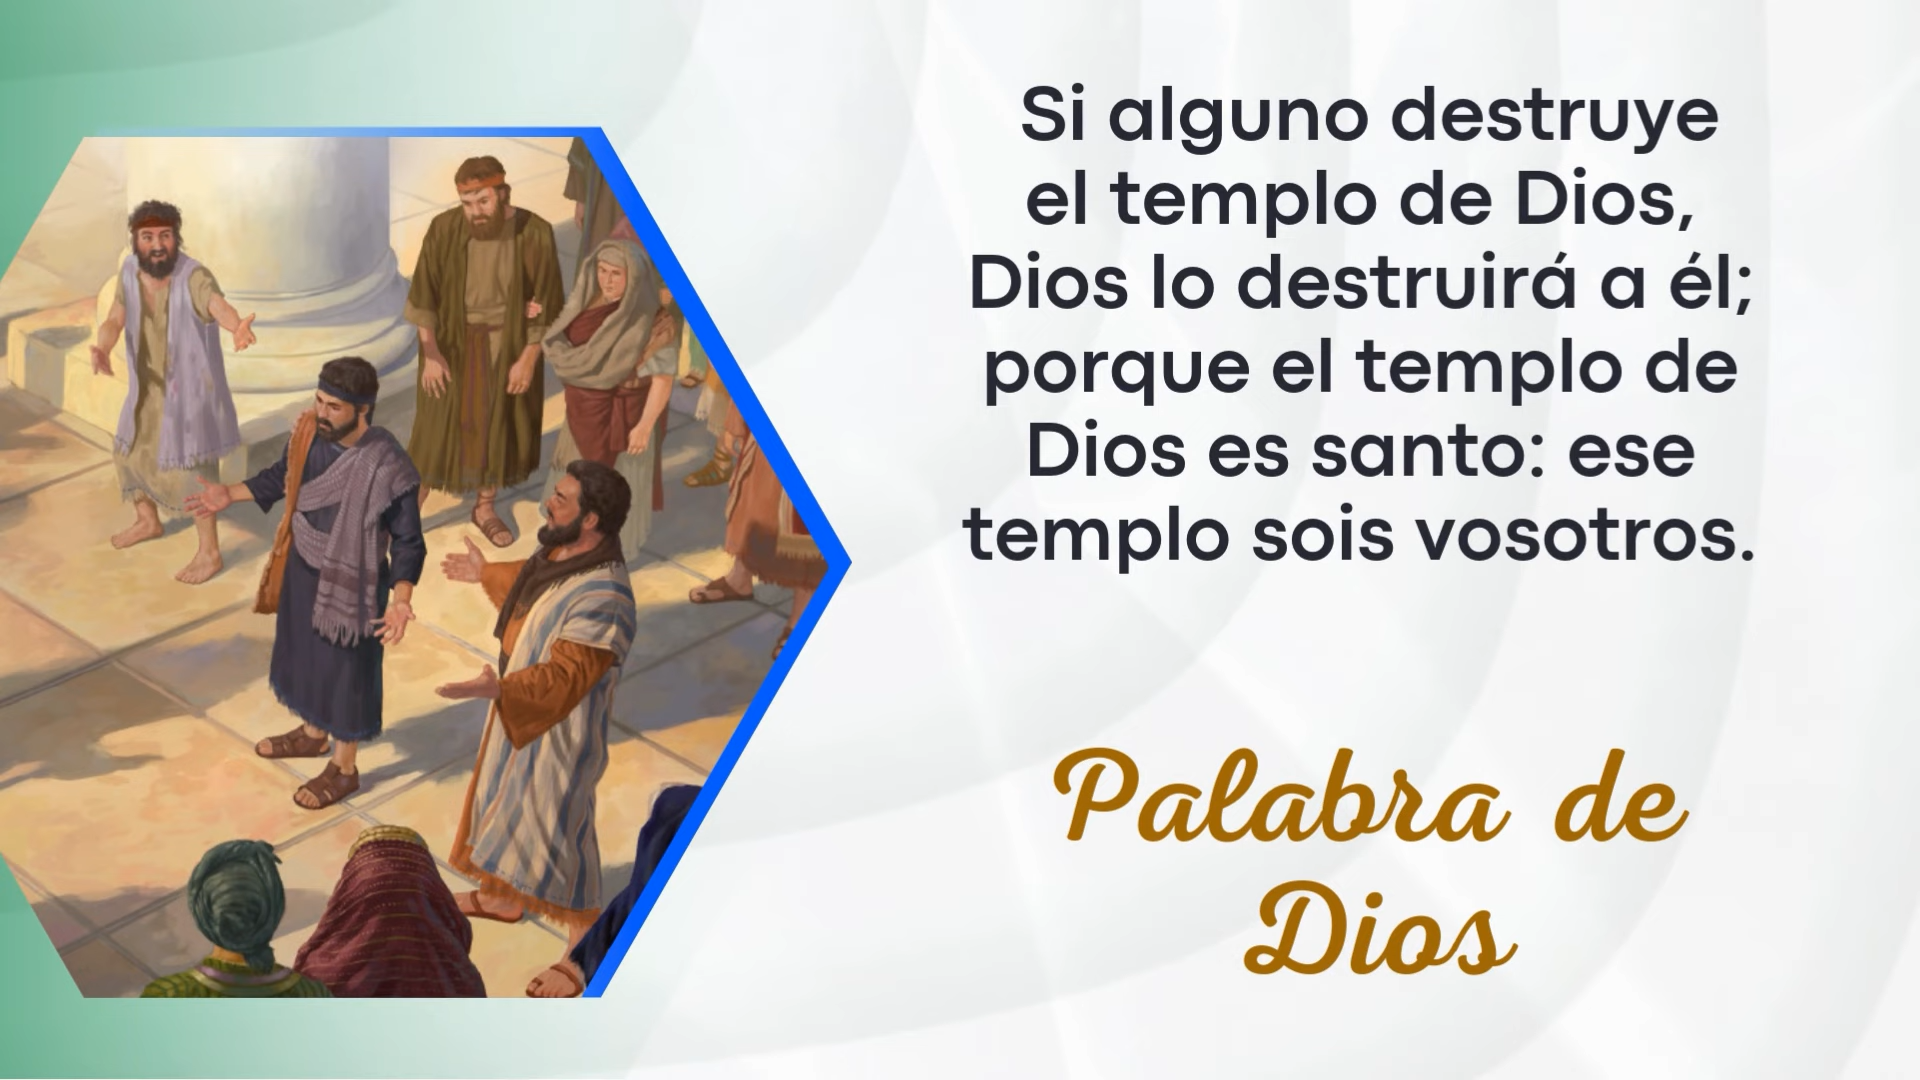 Si alguno destruye
el templo de Dios,
Dios lo destruirá a él;
porque el templo de
Dios es santo: ese
templo sois vosotros.
Palabra de
Dios